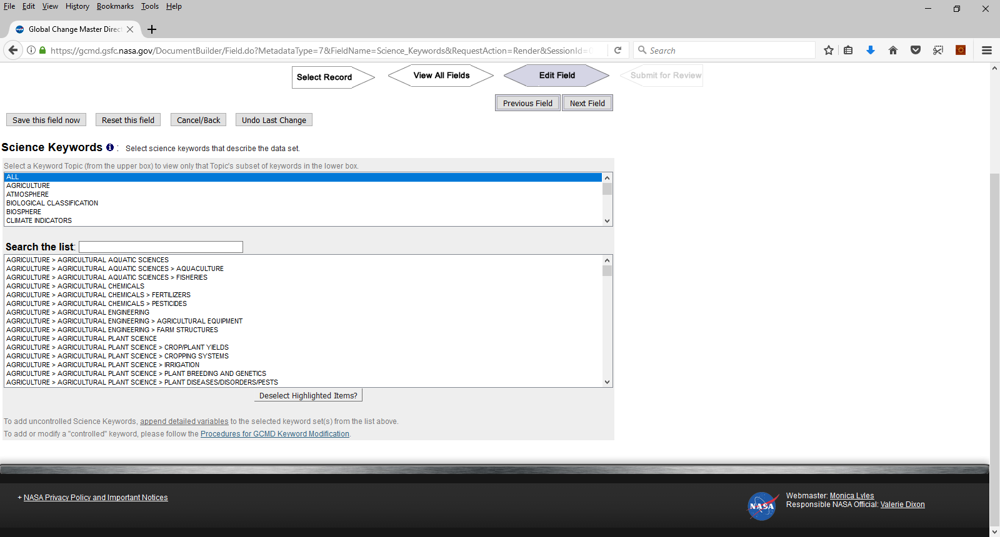 File Edit View History Bookmarks Tools Help
Global Change Master Direc
https://gcmd.gsfc.nasa.gov/DocumentBuilder/Field.do?MetadataType=7&FieldName=Science_Keywords&RequestAction=Render&SessionId=
Search
Select Record
View All Fields
Edit Field
Submit for Review
Previous Field Next Field
Save this field now Reset this field Cancel/Back Undo Last Change
Science Keywords : Select science keywords that describe the data set.
Select a Keyword Topic (from the upper box) to view only that Topic's subset of keywords in the lower box.
ALL
AGRICULTURE
ATMOSPHERE
BIOLOGICAL CLASSIFICATION
BIOSPHERE
CLIMATE INDICATORS
Search the list:
AGRICULTURE > AGRICULTURAL AQUATIC SCIENCES
AGRICULTURE > AGRICULTURAL AQUATIC SCIENCES > AQUACULTURE
AGRICULTURE > AGRICULTURAL AQUATIC SCIENCES > FISHERIES
AGRICULTURE > AGRICULTURAL CHEMICALS
AGRICULTURE > AGRICULTURAL CHEMICALS > FERTILIZERS
AGRICULTURE > AGRICULTURAL CHEMICALS > PESTICIDES
AGRICULTURE > AGRICULTURAL ENGINEERING
AGRICULTURE > AGRICULTURAL ENGINEERING > AGRICULTURAL EQUIPMENT
AGRICULTURE > AGRICULTURAL ENGINEERING > FARM STRUCTURES
AGRICULTURE > AGRICULTURAL PLANT SCIENCE
AGRICULTURE > AGRICULTURAL PLANT SCIENCE > CROP/PLANT YIELDS
AGRICULTURE > AGRICULTURAL PLANT SCIENCE > CROPPING SYSTEMS
AGRICULTURE > AGRICULTURAL PLANT SCIENCE > IRRIGATION
AGRICULTURE > AGRICULTURAL PLANT SCIENCE > PLANT BREEDING AND GENETICS
AGRICULTURE > AGRICULTURAL PLANT SCIENCE > PLANT DISEASES/DISORDERS/PESTS
Deselect Highlighted Items?
To add uncontrolled Science Keywords, append detailed variables to the selected keyword set(s) from the list above.
To add or modify a "controlled" keyword, please follow the Procedures for GCMD Keyword Modification.
+ NASA Privacy Policy and Important Notices
NASA
Webmaster: Monica Lyles
Responsible NASA Official: Valerie Dixon